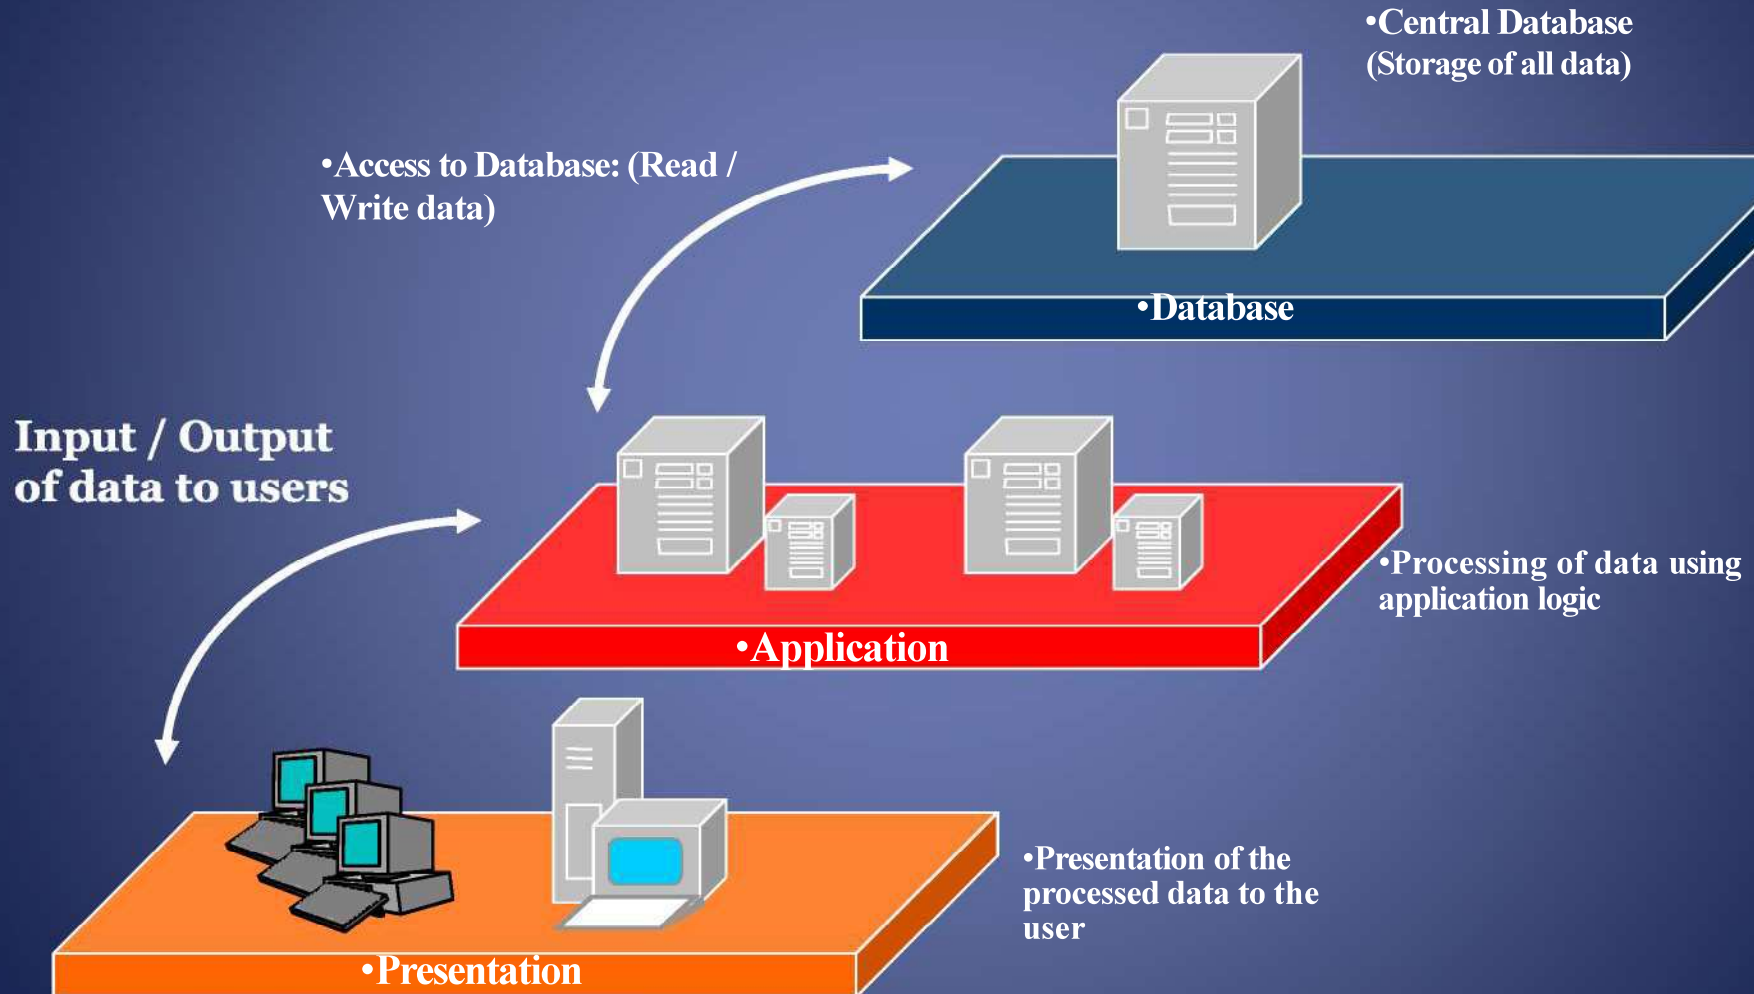 •Central Database
(Storage of all data)
•Access to Database: (Read /
Write data)
•Database
Input / Output
of data to users
•Processing of data using
application logic
•Application
•Presentation of the
processed data to the
user
•Presentation